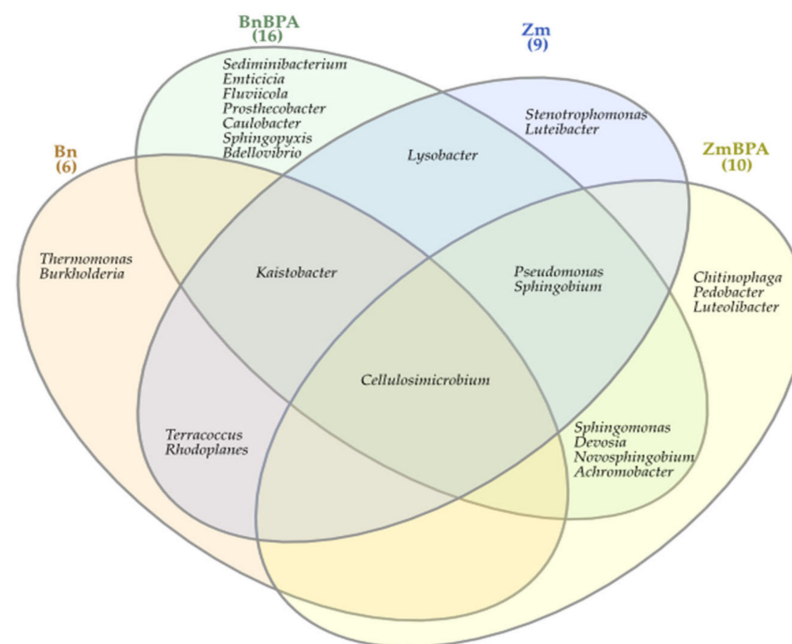 BnBPA
(16)
Zm
(9)
Bn
(6)
ZmBPA
(10)
Sediminibacterium
Emticicia
Fluviicola
Prosthecobacter
Caulobacter
Sphingopyxis
Bdellovibrio
Stenotrophomonas
Luteibacter
Lysobacter
Thermomonas
Burkholderia
Kaistobacter
Pseudomonas
Sphingobium
Chitinophaga
Pedobacter
Luteolibacter
Cellulosimicrobium
Terracoccus
Rhodoplanes
Sphingomonas
Devosia
Novosphingobium
Achromobacter